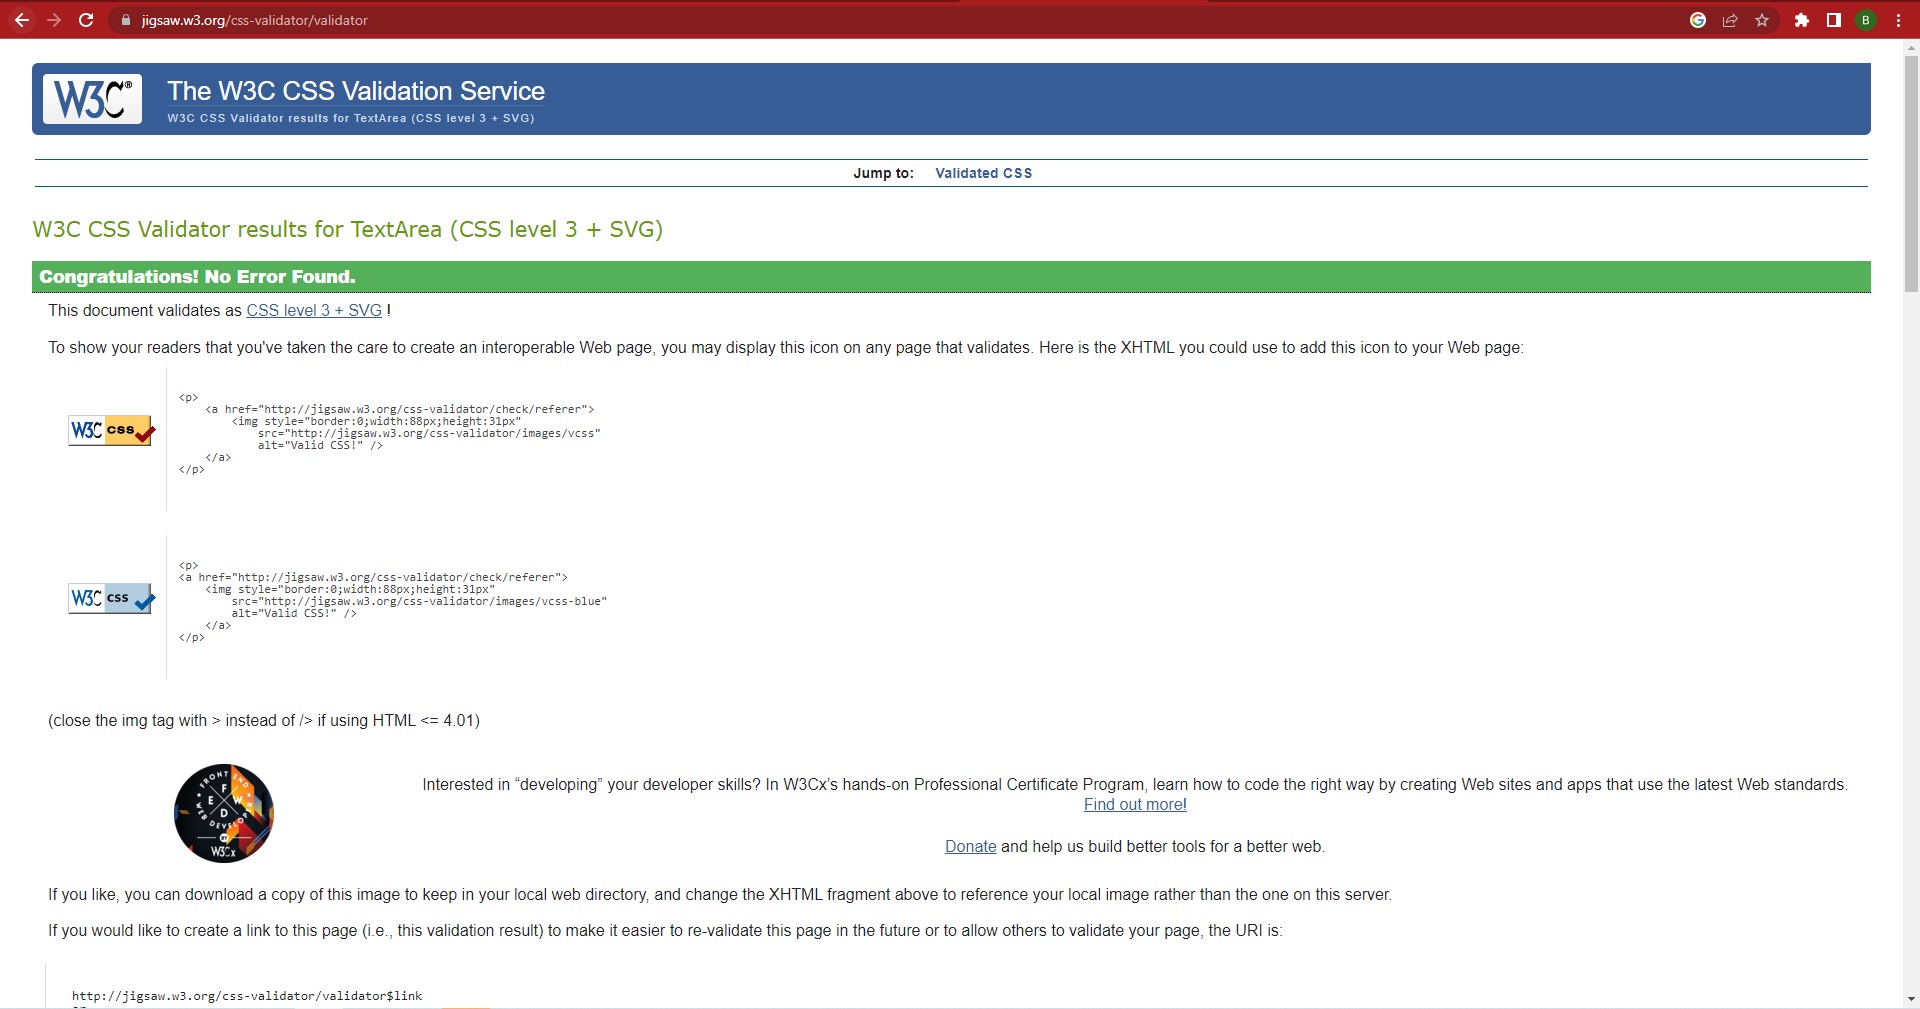 jigsaw.w3.org/css-validator/validator
B
W3C®
The W3C CSS Validation Service
W3C CSS Validator results for TextArea (CSS level 3 + SVG)
Jump to: Validated CSS
W3C CSS Validator results for TextArea (CSS level 3 + SVG)
Congratulations! No Error Found.
This document validates as CSS level 3 + SVG !
To show your readers that you've taken the care to create an interoperable Web page, you may display this icon on any page that validates. Here is the XHTML you could use to add this icon to your Web page:
W3C css
<p>
<a href="http://jigsaw.w3.org/css-validator/check/referer">
<img style="border:0;width:88px;height:31px"
src="http://jigsaw.w3.org/css-validator/images/vcss"
alt="Valid CSS!" />
</a>
</p>
W3C css
<p>
<a href="http://jigsaw.w3.org/css-validator/check/referer">
<img style="border:0;width:88px;height:31px"
src="http://jigsaw.w3.org/css-validator/images/vcss-blue"
alt="Valid CSS!" />
</a>
</p>
(close the img tag with > instead of /> if using HTML <= 4.01)
FRONT END
F
E W
D
WEB DEVELOPER
W3Cx
Interested in “developing” your developer skills? In W3Cx’s hands-on Professional Certificate Program, learn how to code the right way by creating Web sites and apps that use the latest Web standards.
Find out more!
Donate and help us build better tools for a better web.
If you like, you can download a copy of this image to keep in your local web directory, and change the XHTML fragment above to reference your local image rather than the one on this server.
If you would like to create a link to this page (i.e., this validation result) to make it easier to re-validate this page in the future or to allow others to validate your page, the URI is:
http://jigsaw.w3.org/css-validator/validator$link